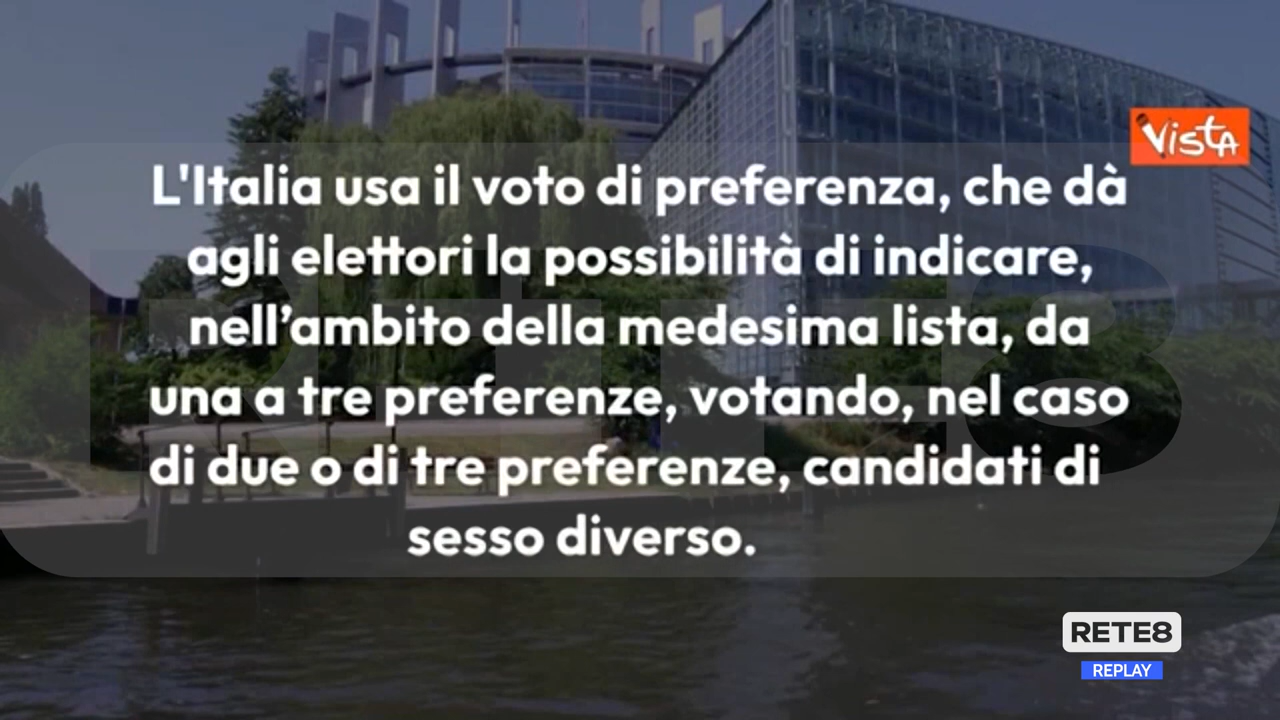 VISTA
L'Italia usa il voto di preferenza, che dà
agli elettori la possibilità di indicare,
nell’ambito della medesima lista, da
una a tre preferenze, votando, nel caso
di due o di tre preferenze, candidati di
sesso diverso.
RETE8
REPLAY